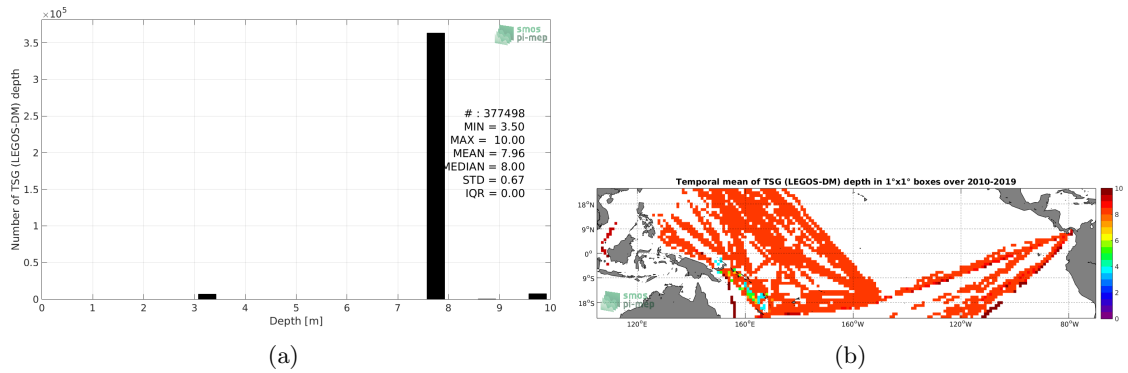 ×10⁵
smos
pi-mep
3.5
3
2.5
2
1.5
1
0.5
0
Number of TSG (LEGOS-DM) depth
# : 377498
MIN = 3.50
MAX = 10.00
MEAN = 7.96
MEDIAN = 8.00
STD = 0.67
IQR = 0.00
0 1 2 3 4 5 6 7 8 9 10
Depth [m]
(a)
Temporal mean of TSG (LEGOS-DM) depth in 1°x1° boxes over 2010-2019
18°N
9°N
0°
9°S
18°S
smos
pi-mep
120°E 160°E 160°W 120°W 80°W
10
8
6
4
2
0
(b)